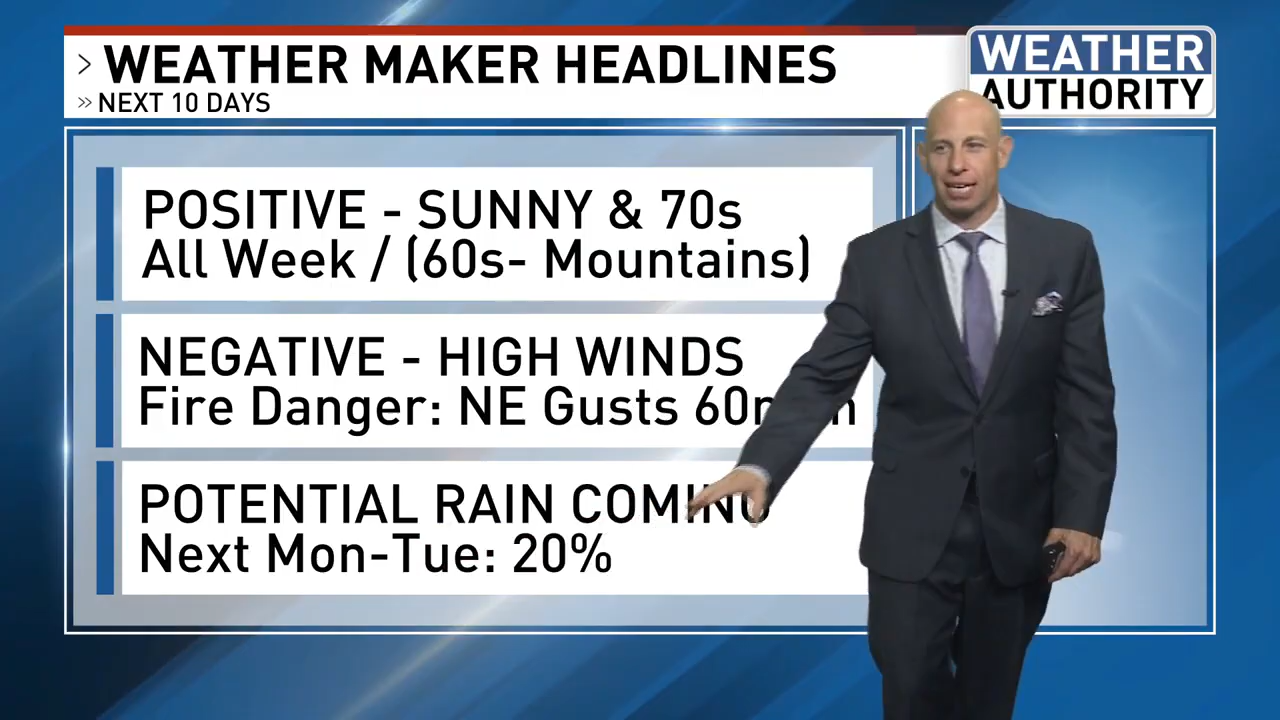 > WEATHER MAKER HEADLINES
» NEXT 10 DAYS
WEATHER
AUTHORITY
POSITIVE - SUNNY & 70s
All Week / (60s- Mountains)
NEGATIVE - HIGH WINDS
Fire Danger: NE Gusts
POTENTIAL RAIN COMING
Next Mon-Tue: 20%